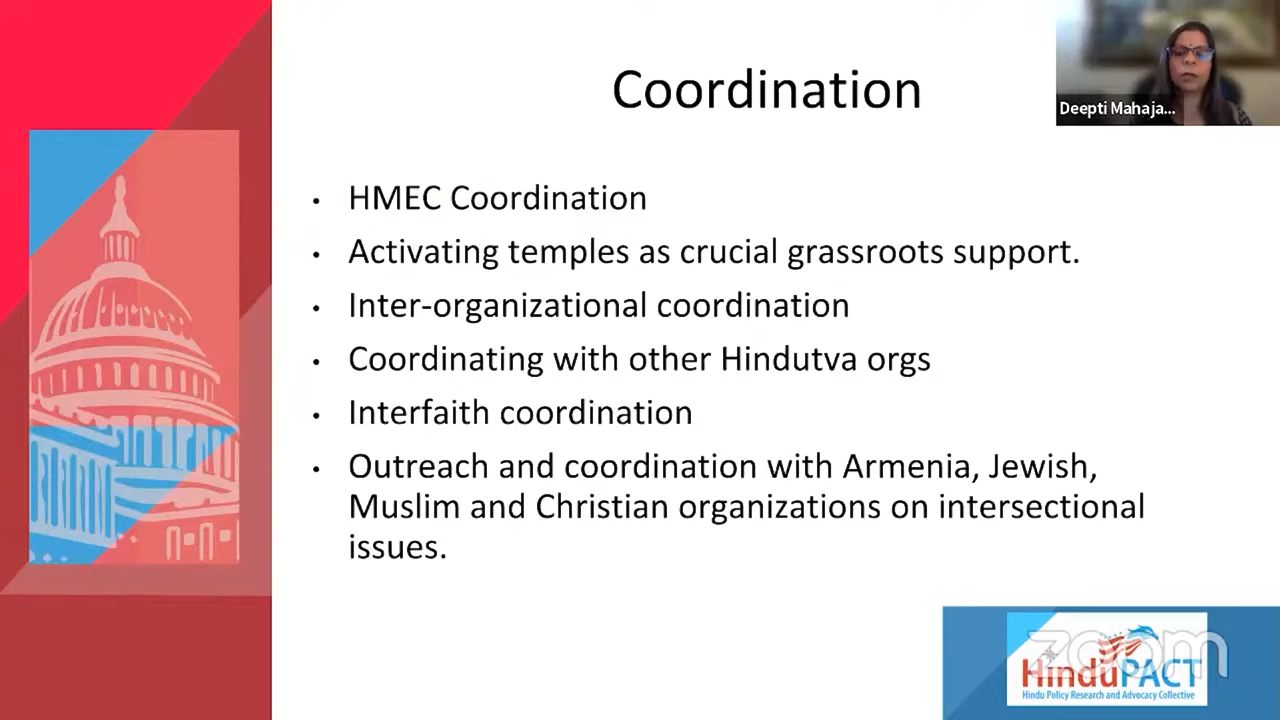 Coordination
Deepti Mahaja...
• HMEC Coordination
• Activating temples as crucial grassroots support.
• Inter-organizational coordination
• Coordinating with other Hindutva orgs
• Interfaith coordination
• Outreach and coordination with Armenia, Jewish,
Muslim and Christian organizations on intersectional
issues.
zoom
HinduPACT
Hindu Policy Research and Advocacy Collective